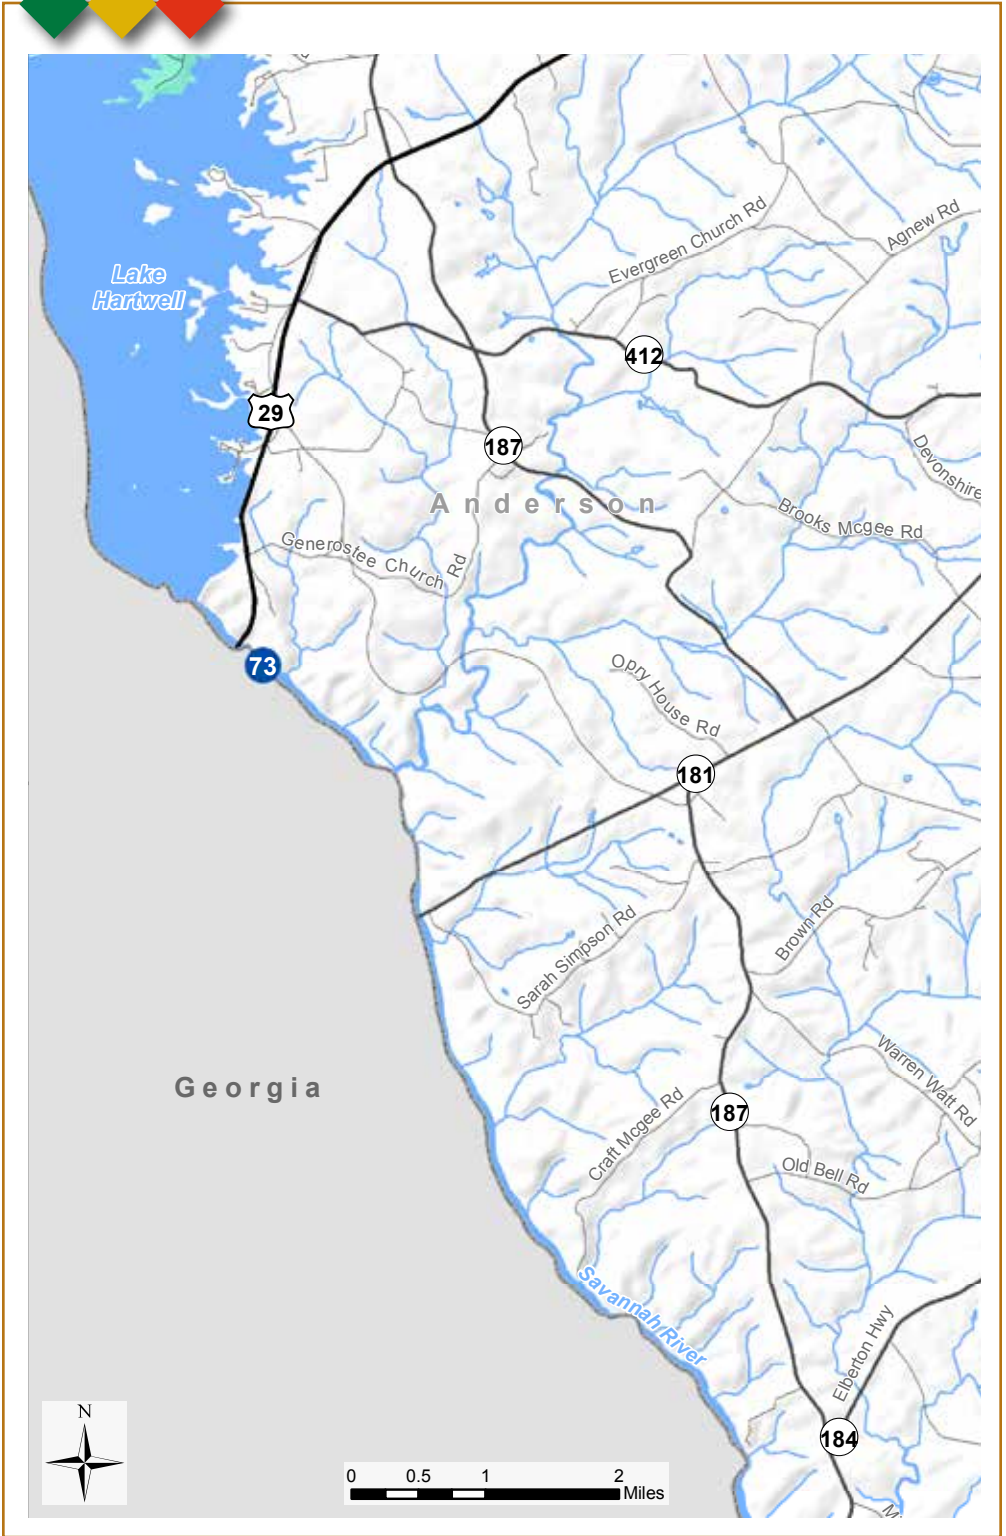 Evergreen Church Rd
Agnew Rd
Lake
Hartwell
412
29
187
Devonshire
Anderson
Brooks Mcgee Rd
Generostee Church Rd
73
Opry House Rd
181
Brown Rd
Sarah Simpson Rd
Georgia
Warren Watt Rd
Craft Mcgee Rd
187
Old Bell Rd
Savannah River
Elberton Hwy
184
N
0 0.5 1 2
Miles